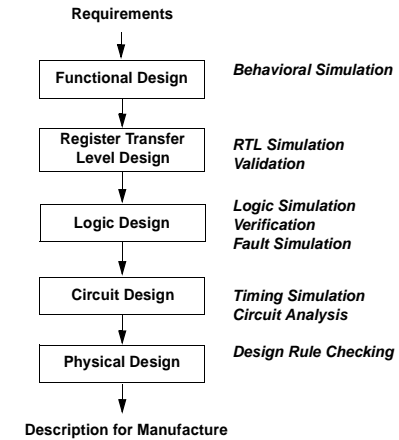 Requirements
Functional Design
Behavioral Simulation
Register Transfer
Level Design
RTL Simulation
Validation
Logic Design
Logic Simulation
Verification
Fault Simulation
Circuit Design
Timing Simulation
Circuit Analysis
Physical Design
Design Rule Checking
Description for Manufacture